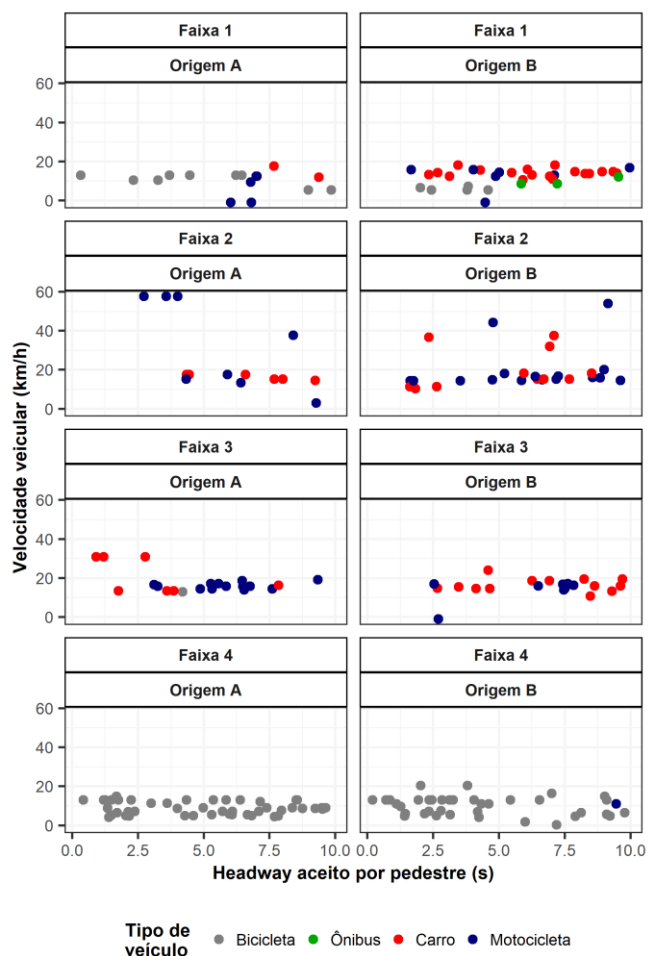 Faixa 1
Faixa 1
Origem A
Origem B
60
40
20
0
Faixa 2
Faixa 2
Origem A
Origem B
60
40
20
0
Faixa 3
Faixa 3
Origem A
Origem B
60
40
20
0
Faixa 4
Faixa 4
Origem A
Origem B
60
40
20
0
Velocidade veicular (km/h)
0.0 2.5 5.0 7.5 10.0 0.0 2.5 5.0 7.5 10.0
Headway aceito por pedestre (s)
Tipo de
veículo
Bicicleta Ônibus Carro Motocicleta